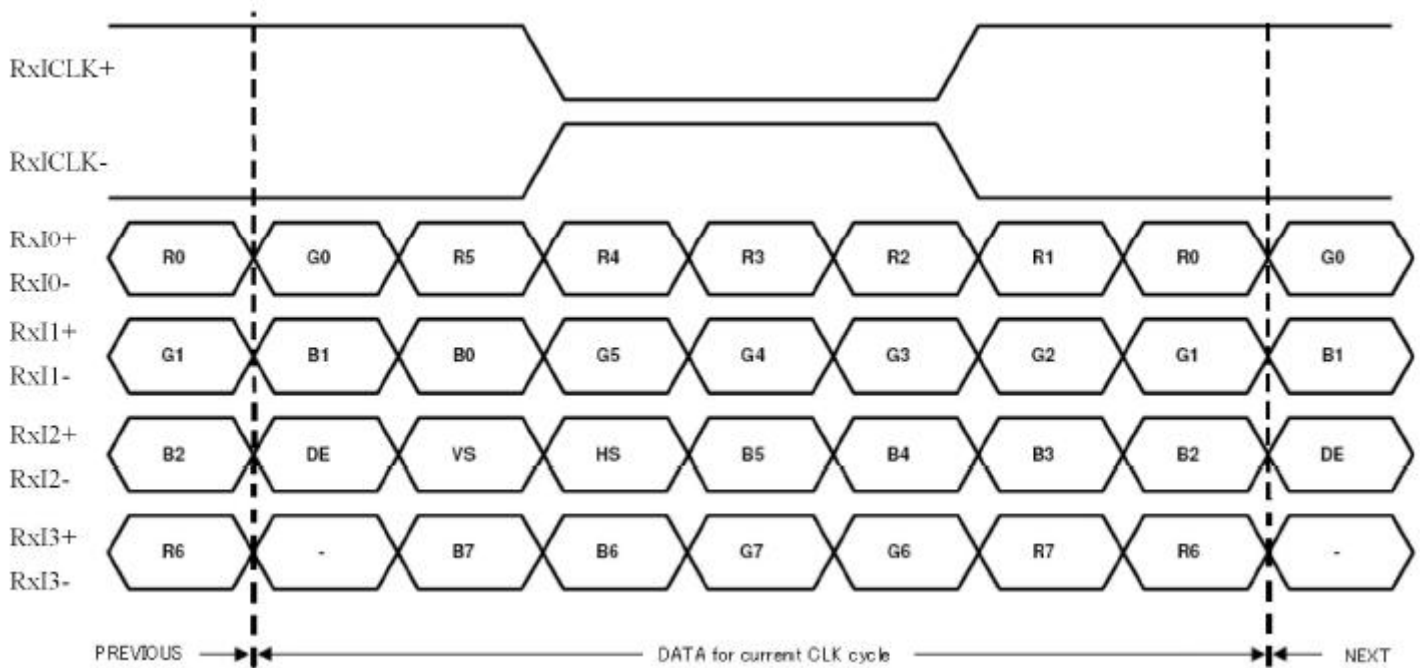 RxICLK+
RxICLK-
RxI0+
R0 G0 R5 R4 R3 R2 R1 R0 G0
RxI0-
RxI1+
G1 B1 B0 G5 G4 G3 G2 G1 B1
RxI1-
RxI2+
B2 DE VS HS B5 B4 B3 B2 DE
RxI2-
RxI3+
R6 - B7 B6 G7 G6 R7 R6 -
RxI3-
PREVIOUS DATA for current CLK cycle NEXT